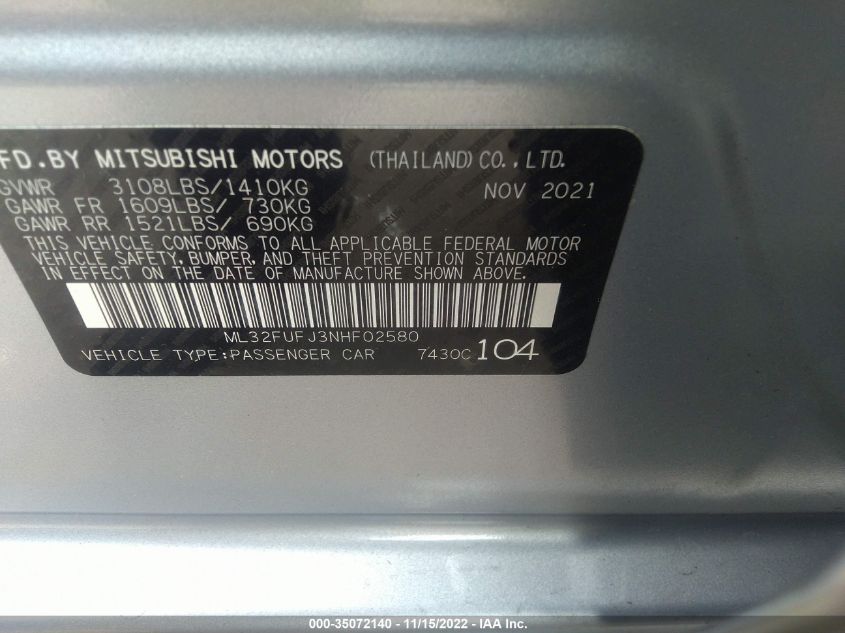 FD.BY MITSUBISHI MOTORS (THAILAND) CO.,LTD.
GVWR 3108LBS/1410KG NOV 2021
GAWR FR 1609LBS/ 730KG
GAWR RR 1521LBS/ 690KG
THIS VEHICLE CONFORMS TO ALL APPLICABLE FEDERAL MOTOR
VEHICLE SAFETY, BUMPER, AND THEFT PREVENTION STANDARDS
IN EFFECT ON THE DATE OF MANUFACTURE SHOWN ABOVE.
ML32FUFJ3NHF02580
VEHICLE TYPE:PASSENGER CAR 7430C 104
000-35072140 - 11/15/2022 - IAA Inc.